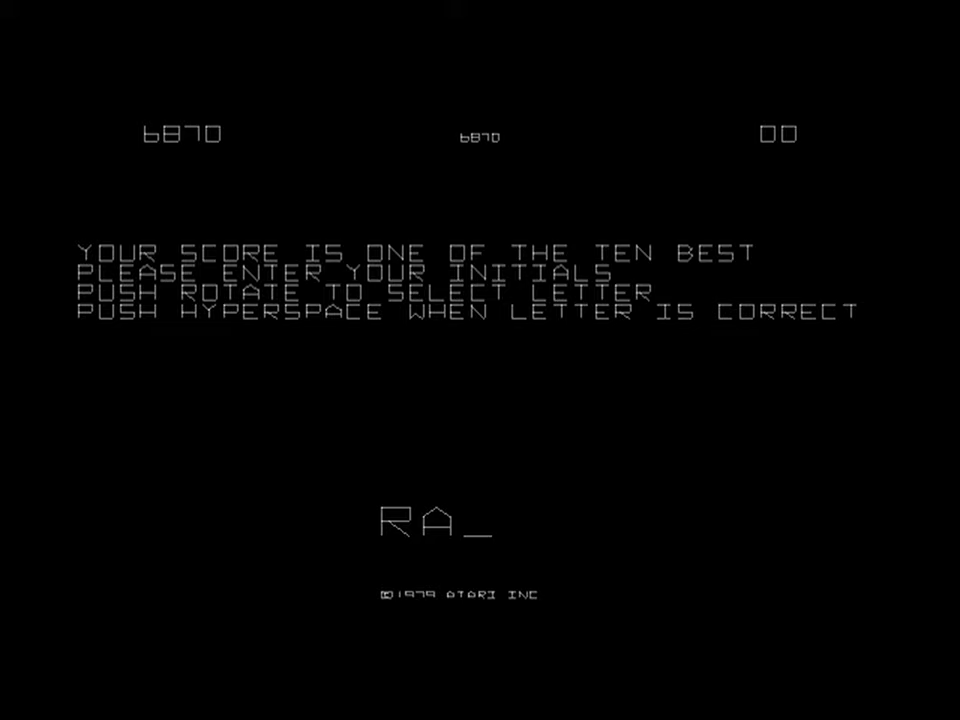 6870 6870 00
YOUR SCORE IS ONE OF THE TEN BEST
PLEASE ENTER YOUR INITIALS
PUSH ROTATE TO SELECT LETTER
PUSH HYPERSPACE WHEN LETTER IS CORRECT
RA_
©1979 ATARI INC